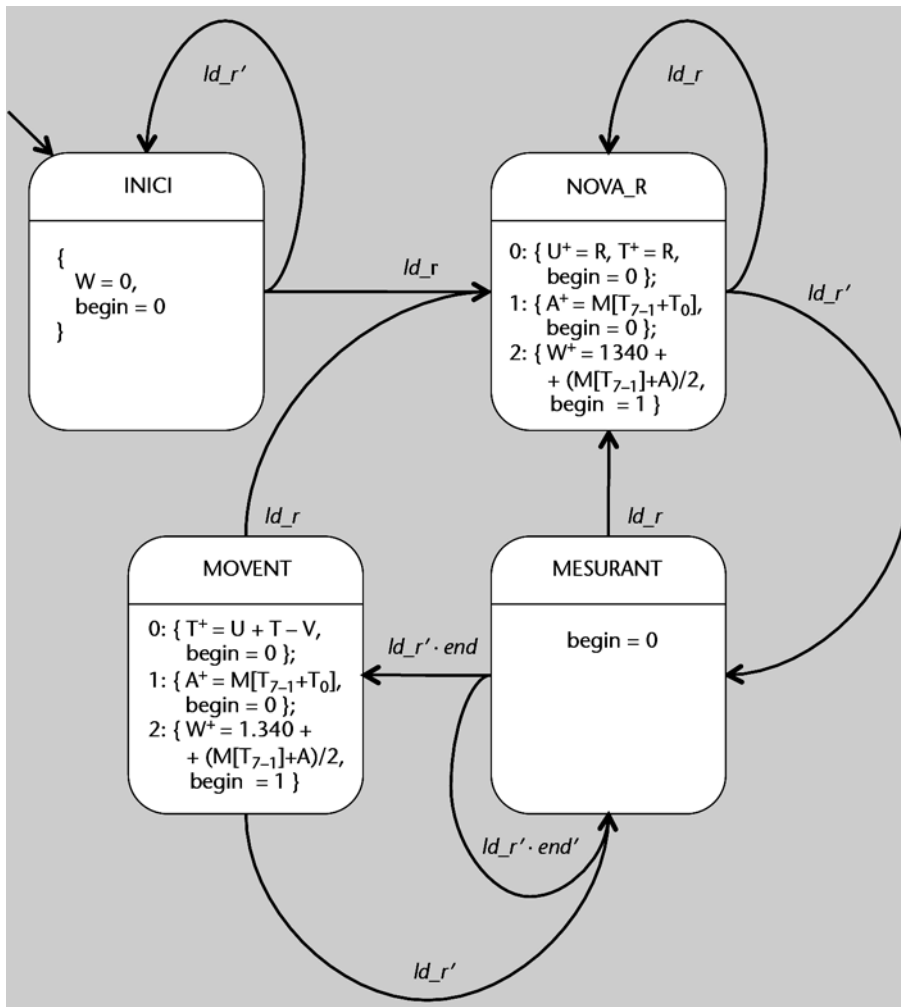 ld_r'
ld_r
INICI
NOVA_R
{
W = 0,
begin = 0
}
ld_r
0: { U⁺ = R, T⁺ = R,
begin = 0 };
1: { A⁺ = M[T₇₋₁+T₀],
begin = 0 };
2: { W⁺ = 1340 +
+ (M[T₇₋₁]+A)/2,
begin = 1 }
ld_r'
ld_r
ld_r
MOVENT
MESURANT
0: { T⁺ = U + T – V,
begin = 0 };
1: { A⁺ = M[T₇₋₁+T₀],
begin = 0 };
2: { W⁺ = 1.340 +
+ (M[T₇₋₁]+A)/2,
begin = 1 }
ld_r' · end
begin = 0
ld_r' · end'
ld_r'